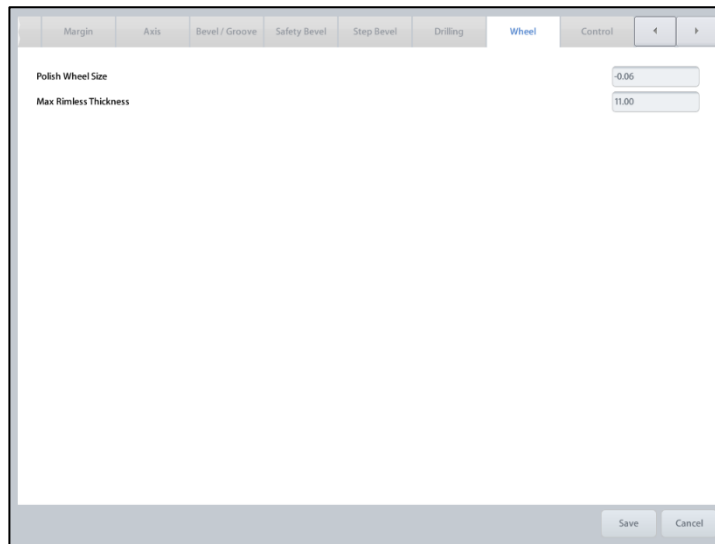 Margin Axis Bevel / Groove Safety Bevel Step Bevel Drilling Wheel Control
Polish Wheel Size -0.06
Max Rimless Thickness 11.00
Save Cancel